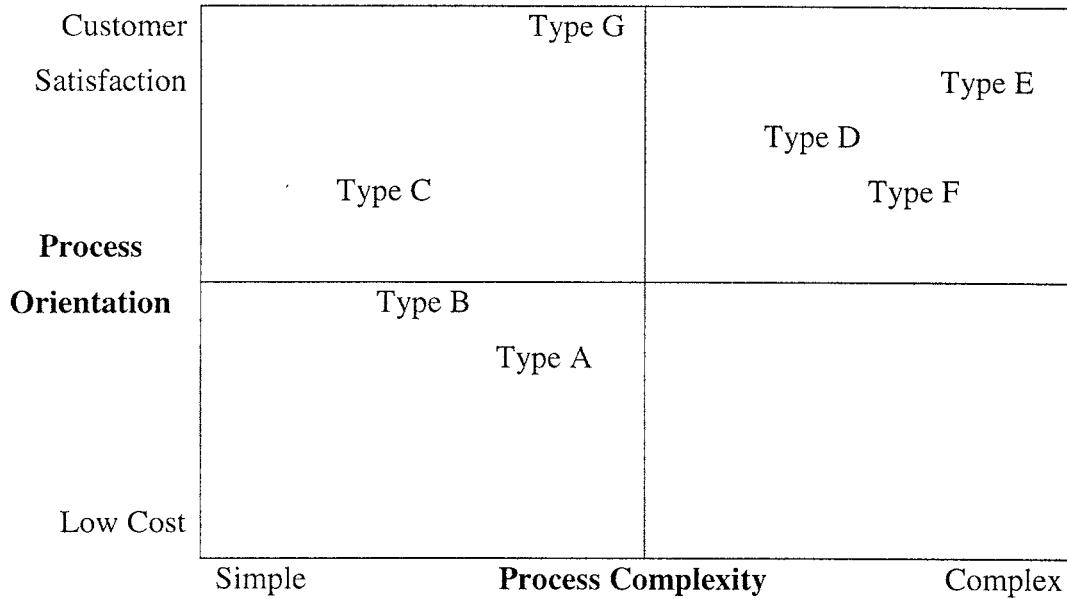 Customer Type G
Satisfaction Type E
Type D
Type C Type F
Process
Orientation Type B
Type A
Low Cost
Simple Process Complexity Complex